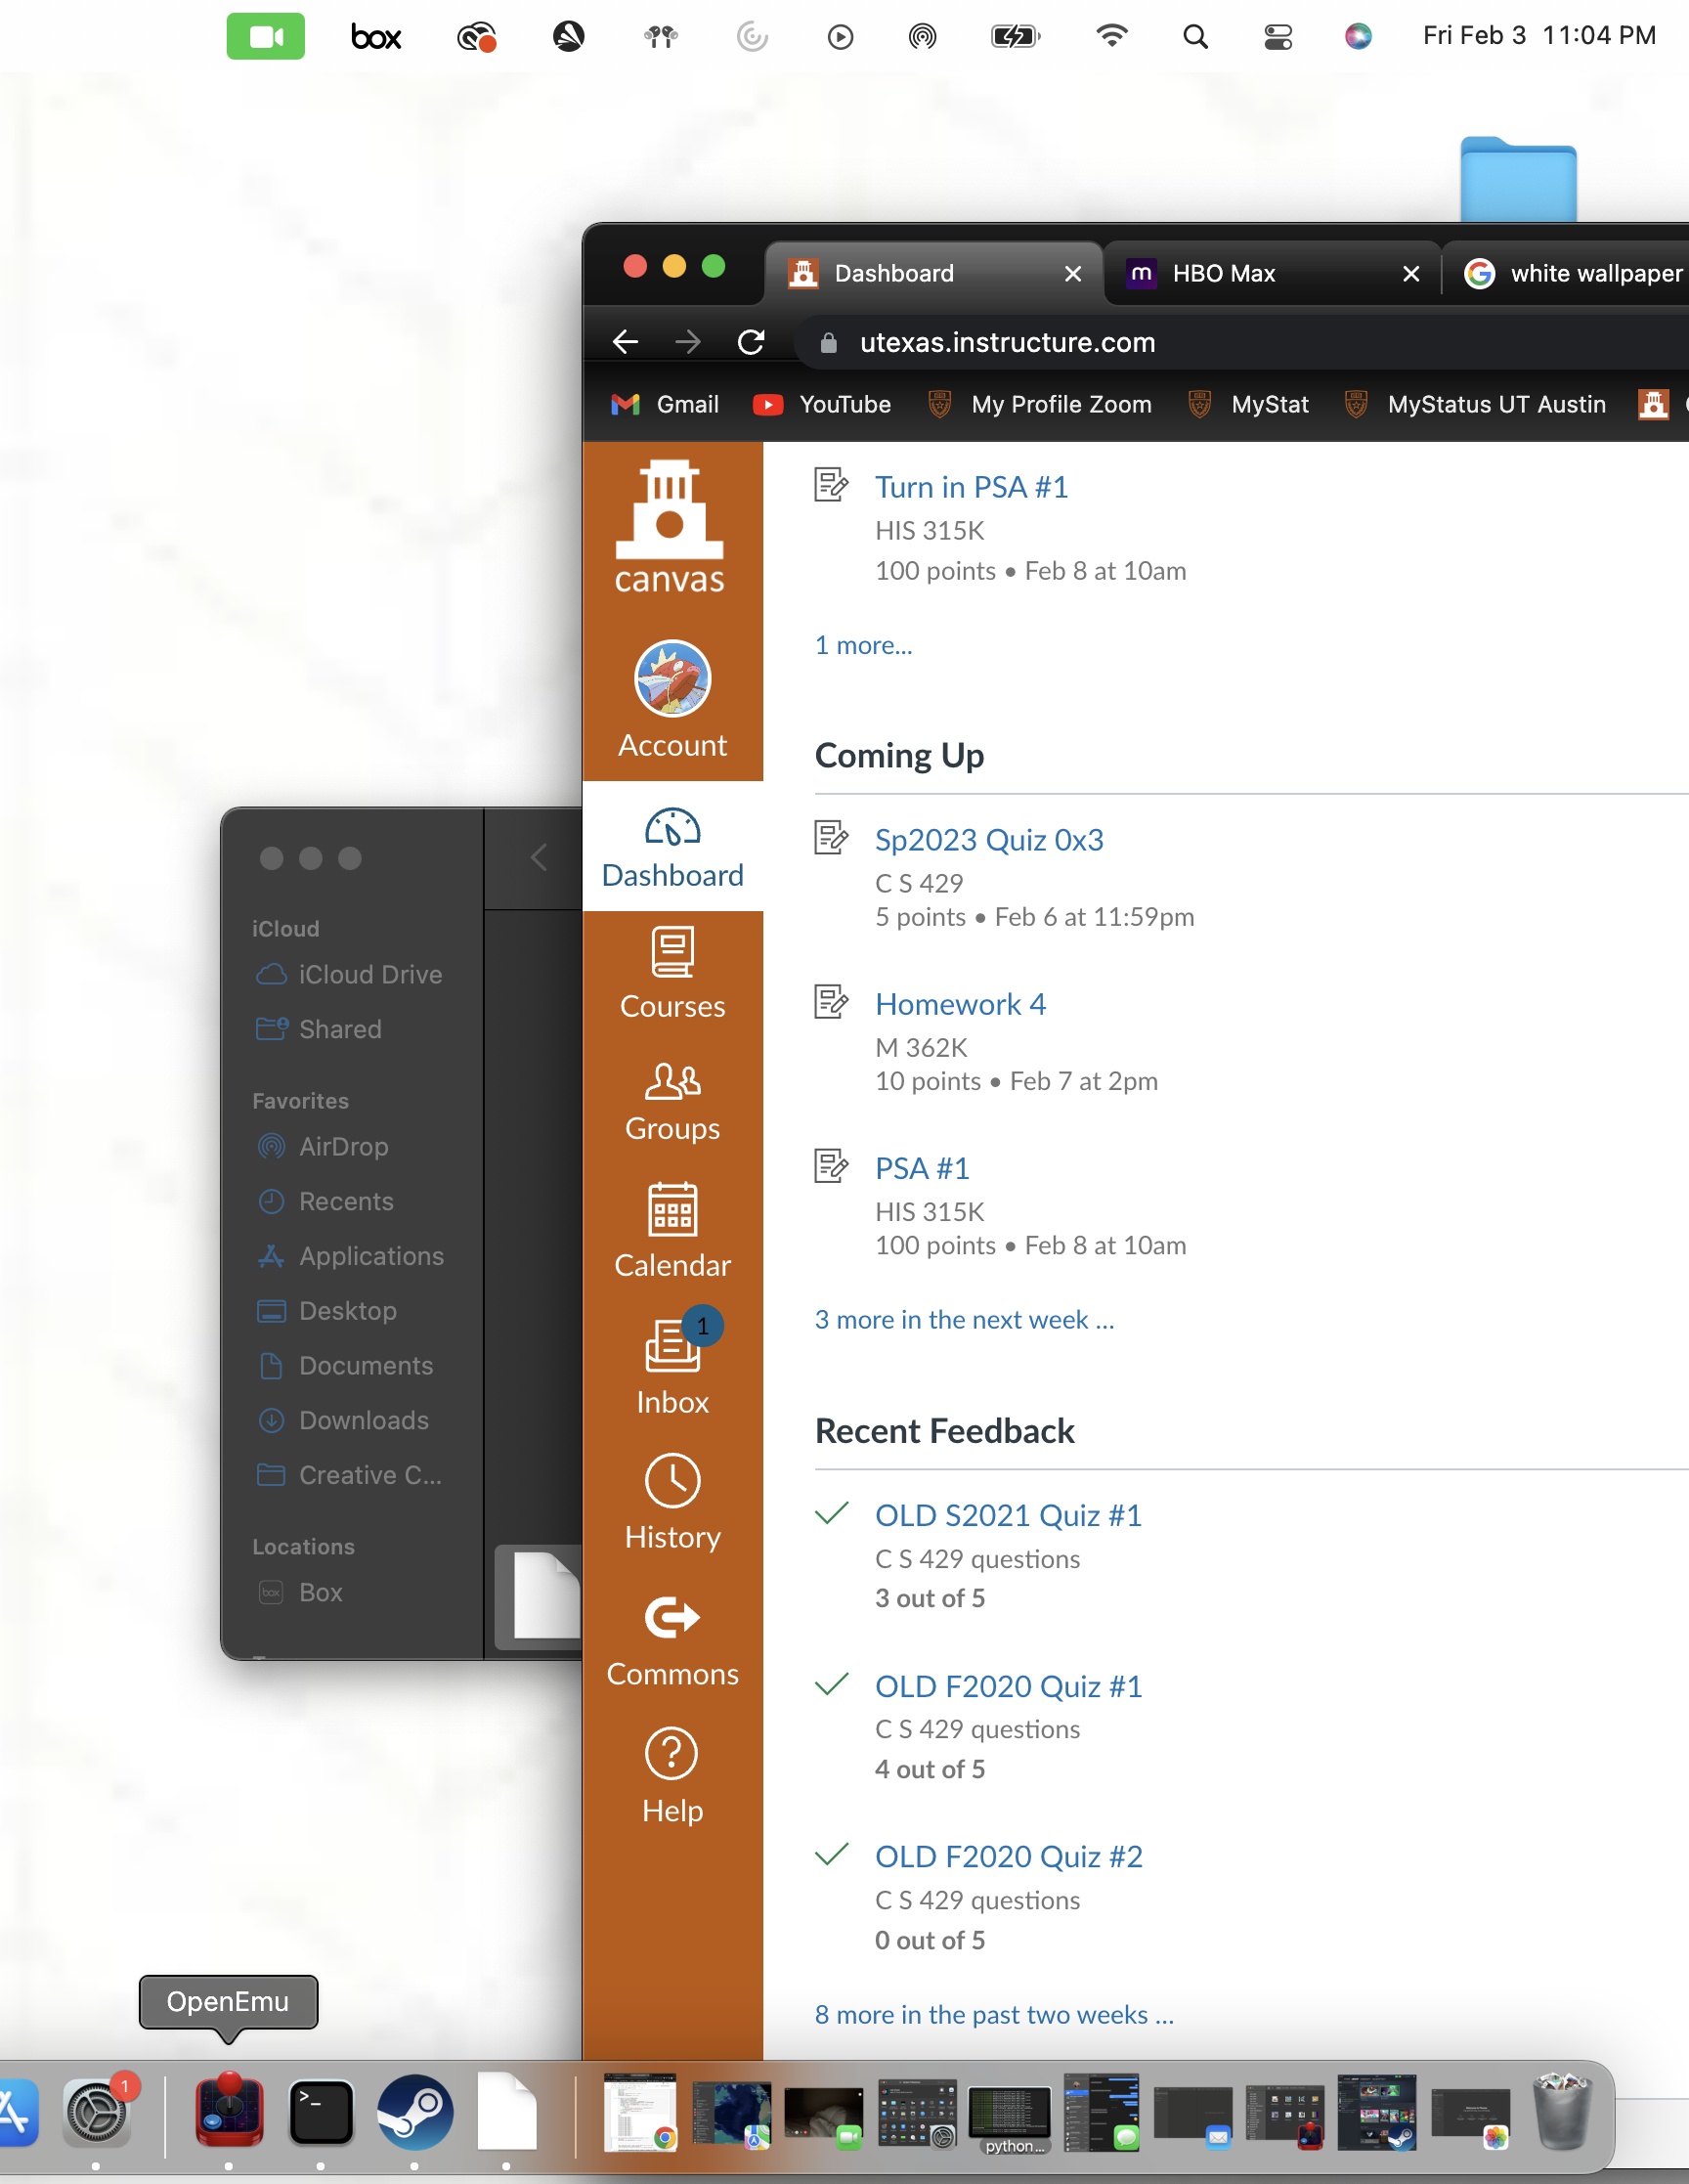 box
Fri Feb 3 11:04 PM
Dashboard
HBO Max
white wallpaper
utexas.instructure.com
Gmail
YouTube
My Profile Zoom
MyStat
MyStatus UT Austin
canvas
Account
Dashboard
Courses
Groups
Calendar
1
Inbox
History
Commons
Help
Turn in PSA #1
HIS 315K
100 points • Feb 8 at 10am
1 more...
Coming Up
Sp2023 Quiz 0x3
C S 429
5 points • Feb 6 at 11:59pm
Homework 4
M 362K
10 points • Feb 7 at 2pm
PSA #1
HIS 315K
100 points • Feb 8 at 10am
3 more in the next week ...
Recent Feedback
OLD S2021 Quiz #1
C S 429 questions
3 out of 5
OLD F2020 Quiz #1
C S 429 questions
4 out of 5
OLD F2020 Quiz #2
C S 429 questions
0 out of 5
8 more in the past two weeks ...
iCloud
iCloud Drive
Shared
Favorites
AirDrop
Recents
Applications
Desktop
Documents
Downloads
Creative C...
Locations
box
Box
OpenEmu
1
>_
python...